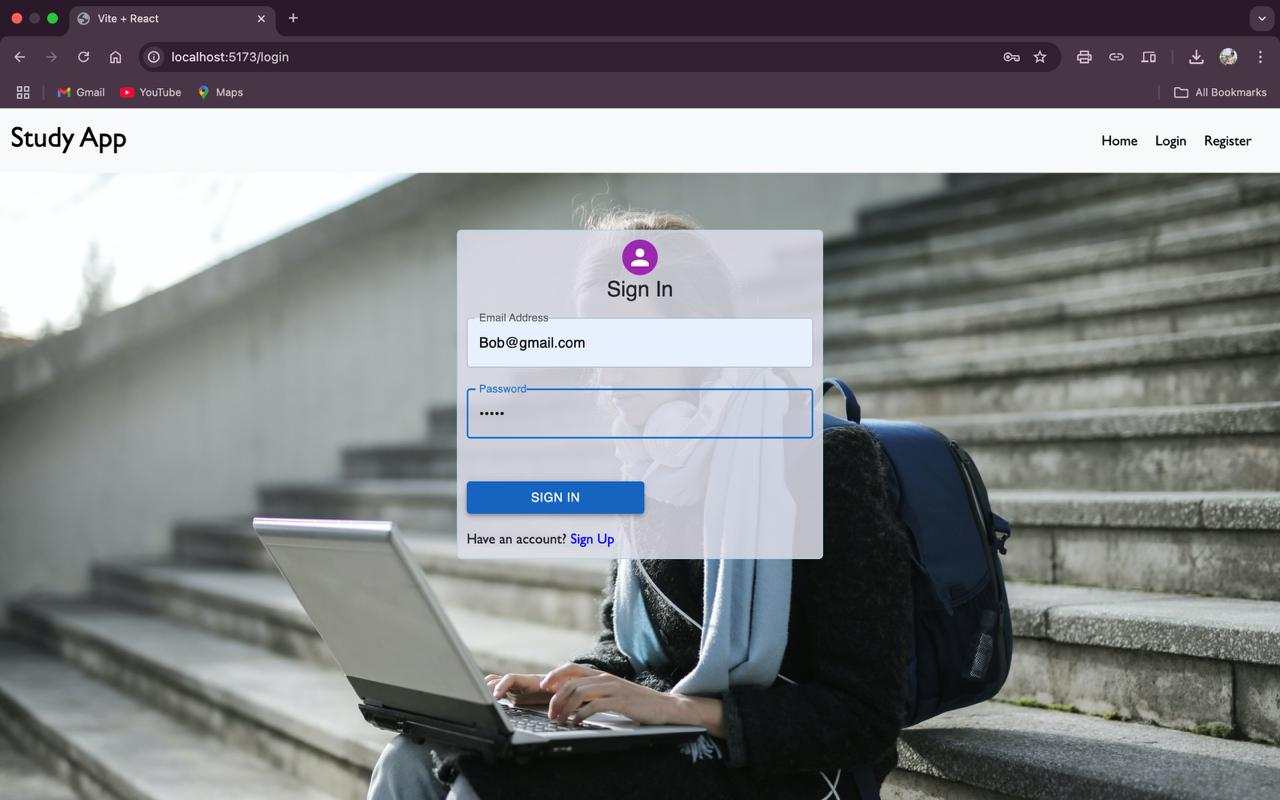 Vite + React
localhost:5173/login
Gmail YouTube Maps All Bookmarks
Study App Home Login Register
Sign In
Email Address
Bob@gmail.com
Password
•••••
SIGN IN
Have an account? Sign Up